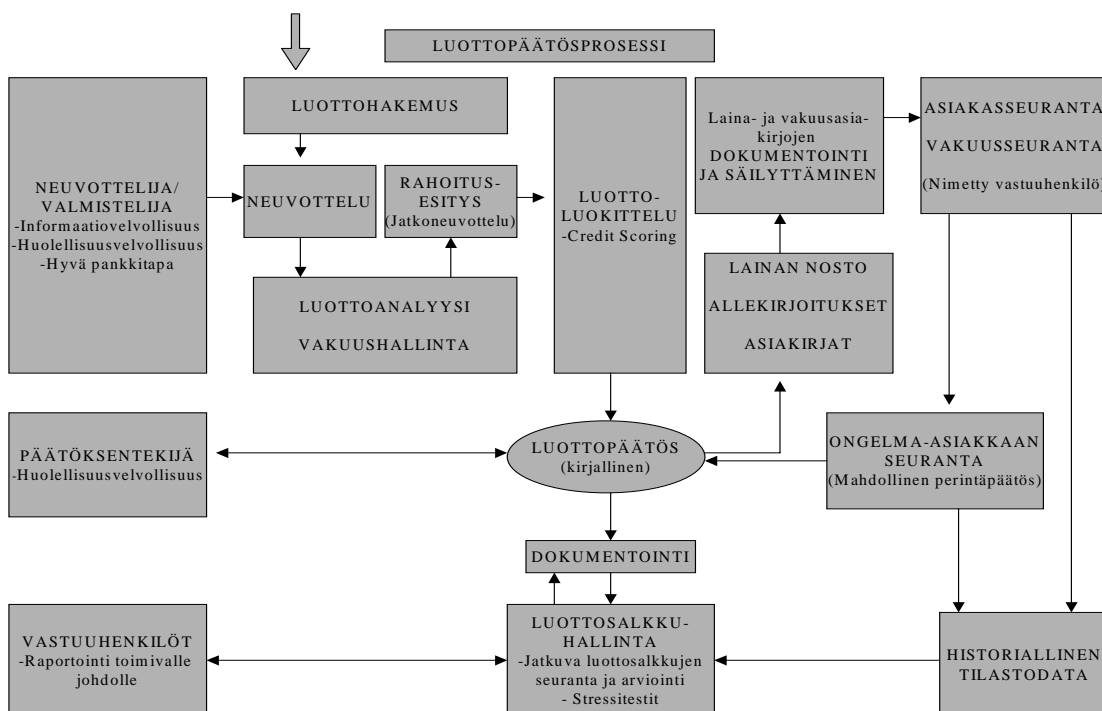 LUOTTOPÄÄTÖSPROSESSI
NEUVOTTELIJA/
VALMISTELIJA
-Informaatiovelvollisuus
-Huolellisuusvelvollisuus
-Hyvä pankkitapa
LUOTTOHAKEMUS
NEUVOTTELU
RAHOITUS-
ESITYS
(Jatkoneuvottelu)
LUOTTOANALYYSI
VAKUUSHALLINTA
LUOTTO-
LUOKITTELU
-Credit Scoring
Laina- ja vakuusasia-
kirjojen
DOKUMENTOINTI
JA SÄILYTTÄMINEN
LAINAN NOSTO
ALLEKIRJOITUKSET
ASIAKIRJAT
ASIAKASSEURANTA
VAKUUSSEURANTA
(Nimetty vastuuhenkilö)
PÄÄTÖKSENTEKIJÄ
-Huolellisuusvelvollisuus
LUOTTOPÄÄTÖS
(kirjallinen)
ONGELMA-ASIAKKAAN
SEURANTA
(Mahdollinen perintäpäätös)
DOKUMENTOINTI
VASTUUHENKILÖT
-Raportointi toimivalle
johdolle
LUOTTOSALKKU-
HALLINTA
-Jatkuva luottosalkkujen
seuranta ja arviointi
- Stressitestit
HISTORIALLINEN
TILASTODATA